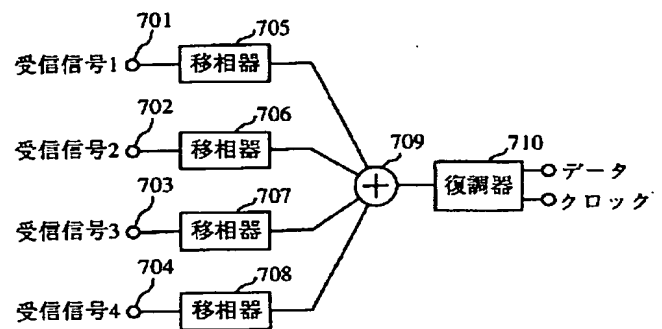 701
705
受信信号1
移相器
702
706
受信信号2
移相器
709
710
データ
復調器
クロック
703
707
受信信号3
移相器
704
708
受信信号4
移相器